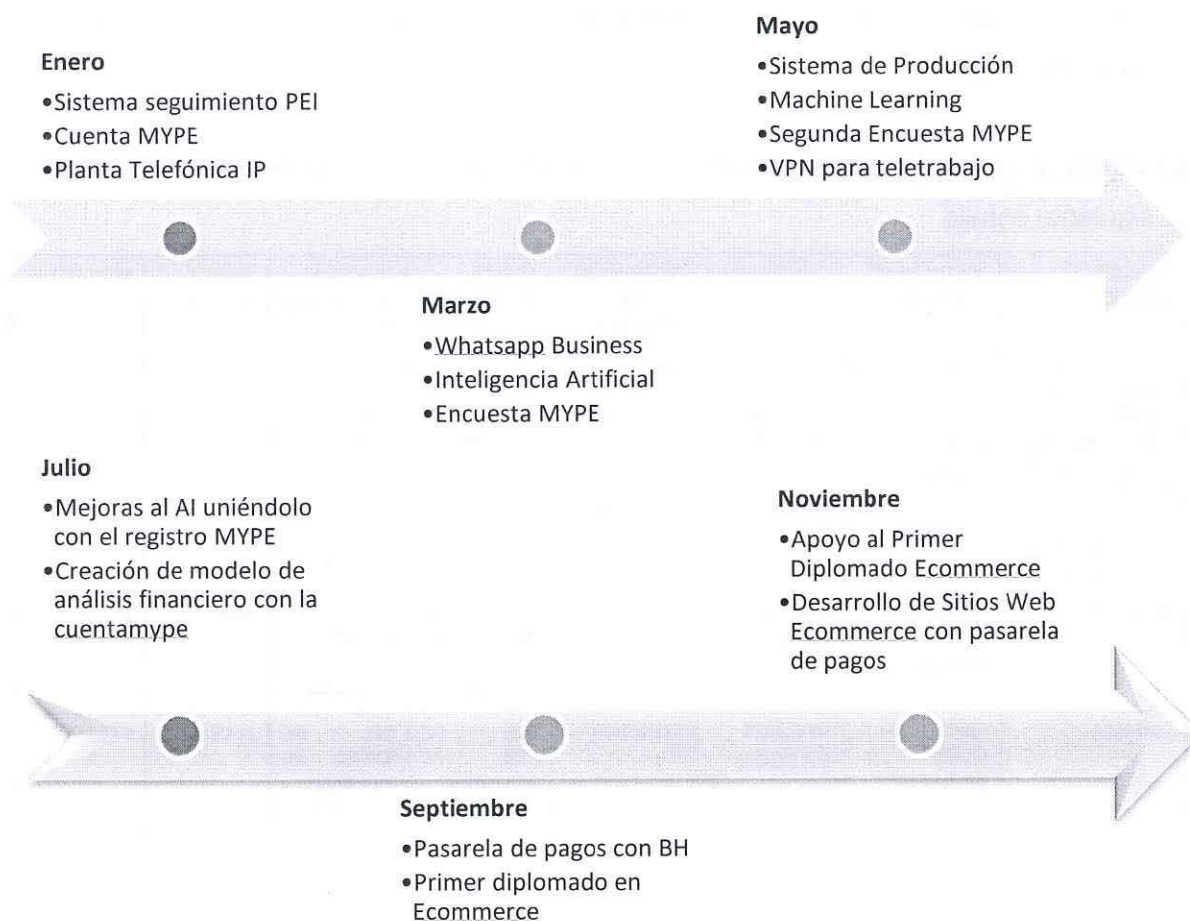 Enero
•Sistema seguimiento PEI
•Cuenta MYPE
•Planta Telefónica IP
Mayo
•Sistema de Producción
•Machine Learning
•Segunda Encuesta MYPE
•VPN para teletrabajo
Marzo
•Whatsapp Business
•Inteligencia Artificial
•Encuesta MYPE
Julio
•Mejoras al AI uniéndolo
con el registro MYPE
•Creación de modelo de
análisis financiero con la
cuentamype
Noviembre
•Apoyo al Primer
Diplomado Ecommerce
•Desarrollo de Sitios Web
Ecommerce con pasarela
de pagos
Septiembre
•Pasarela de pagos con BH
•Primer diplomado en
Ecommerce